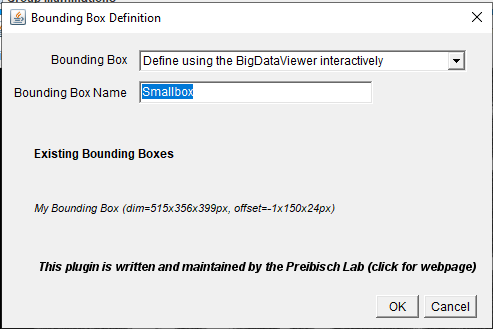 Group Illuminations
Bounding Box Definition
Bounding Box Define using the BigDataViewer interactively
Bounding Box Name Smallbox
Existing Bounding Boxes
My Bounding Box (dim=515x356x399px, offset=-1x150x24px)
This plugin is written and maintained by the Preibisch Lab (click for webpage)
OK Cancel